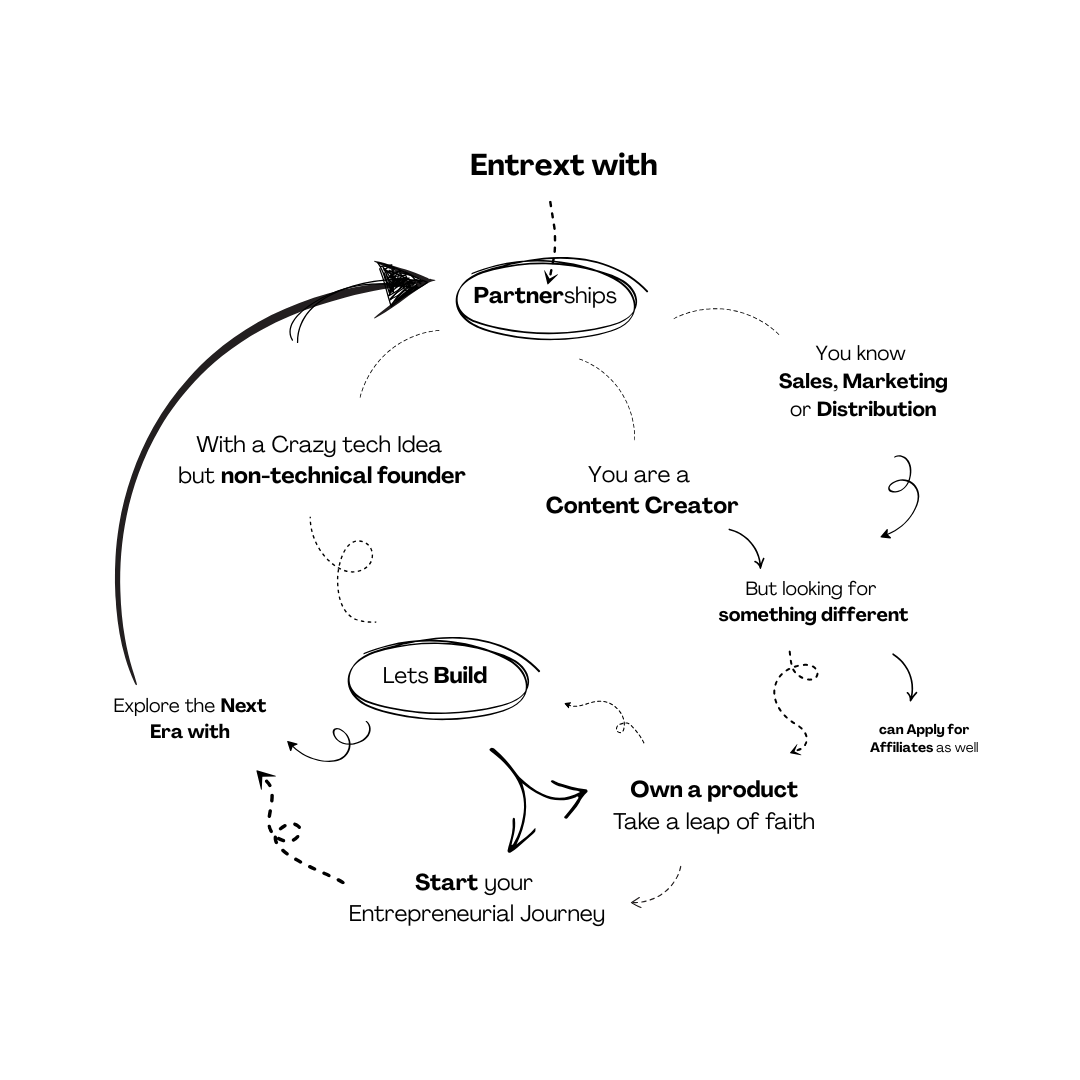 Entrext with
Partnerships
You know
Sales, Marketing
or Distribution
With a Crazy tech Idea
but non-technical founder
You are a
Content Creator
But looking for
something different
Lets Build
Explore the Next
Era with
can Apply for
Affiliates as well
Own a product
Take a leap of faith
Start your
Entrepreneurial Journey